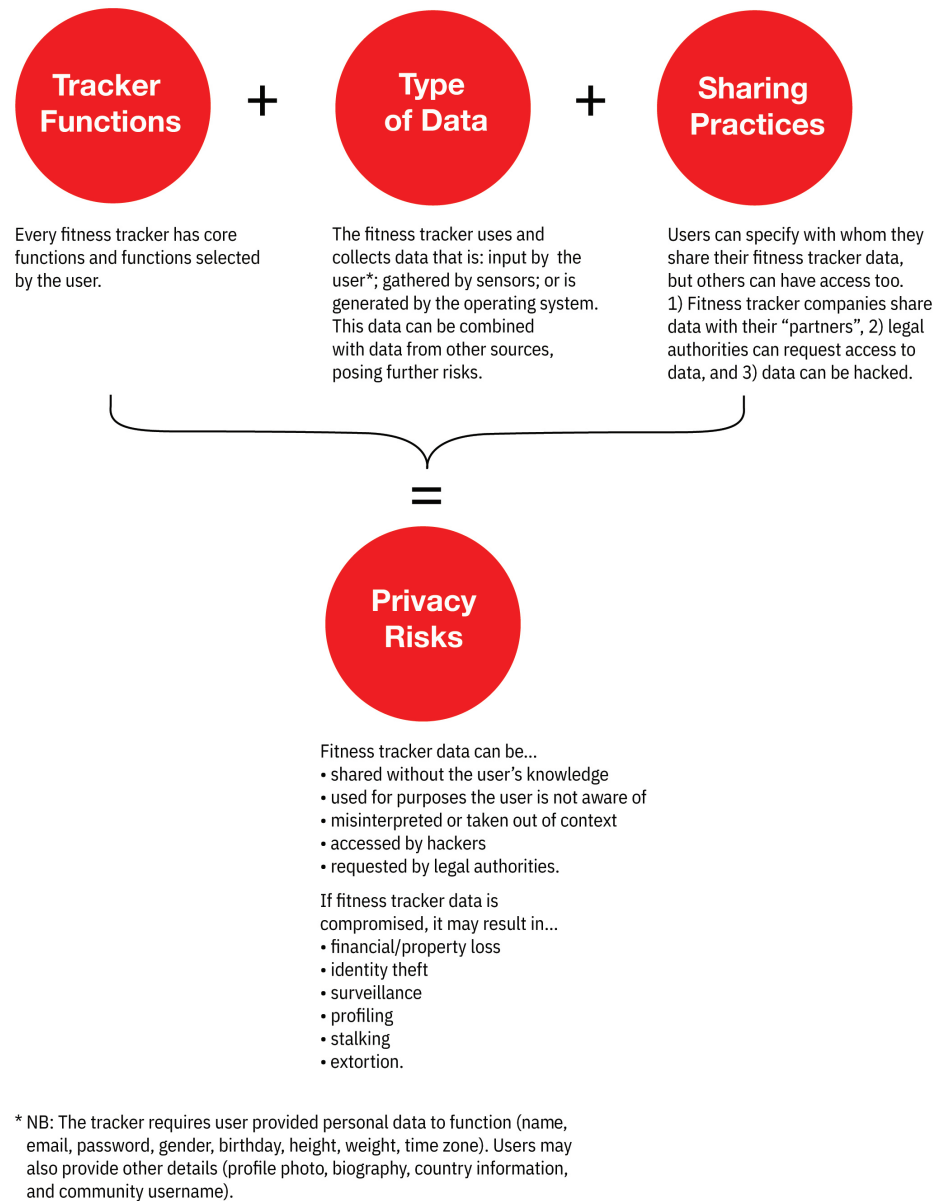 Tracker
Functions
+
Type
of Data
+
Sharing
Practices
Every fitness tracker has core
functions and functions selected
by the user.
The fitness tracker uses and
collects data that is: input by the
user*; gathered by sensors; or is
generated by the operating system.
This data can be combined
with data from other sources,
posing further risks.
Users can specify with whom they
share their fitness tracker data,
but others can have access too.
1) Fitness tracker companies share
data with their “partners”, 2) legal
authorities can request access to
data, and 3) data can be hacked.
=
Privacy
Risks
Fitness tracker data can be...
• shared without the user’s knowledge
• used for purposes the user is not aware of
• misinterpreted or taken out of context
• accessed by hackers
• requested by legal authorities.
If fitness tracker data is
compromised, it may result in...
• financial/property loss
• identity theft
• surveillance
• profiling
• stalking
• extortion.
* NB: The tracker requires user provided personal data to function (name,
email, password, gender, birthday, height, weight, time zone). Users may
also provide other details (profile photo, biography, country information,
and community username).